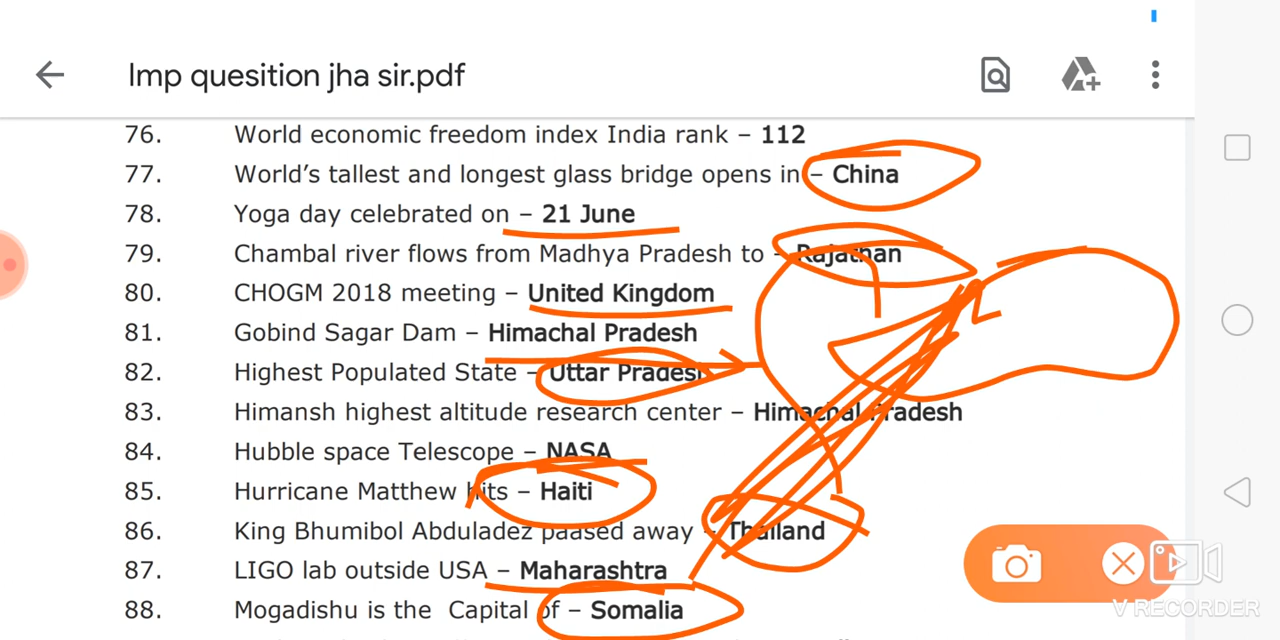 Imp quesition jha sir.pdf
76. World economic freedom index India rank – 112
77. World's tallest and longest glass bridge opens in – China
78. Yoga day celebrated on – 21 June
79. Chambal river flows from Madhya Pradesh to – Rajathan
80. CHOGM 2018 meeting – United Kingdom
81. Gobind Sagar Dam – Himachal Pradesh
82. Highest Populated State – Uttar Pradesh
83. Himansh highest altitude research center – Himachal Pradesh
84. Hubble space Telescope – NASA
85. Hurricane Matthew hits – Haiti
86. King Bhumibol Abduladez paased away – Thailand
87. LIGO lab outside USA – Maharashtra
88. Mogadishu is the Capital of – Somalia
V RECORDER